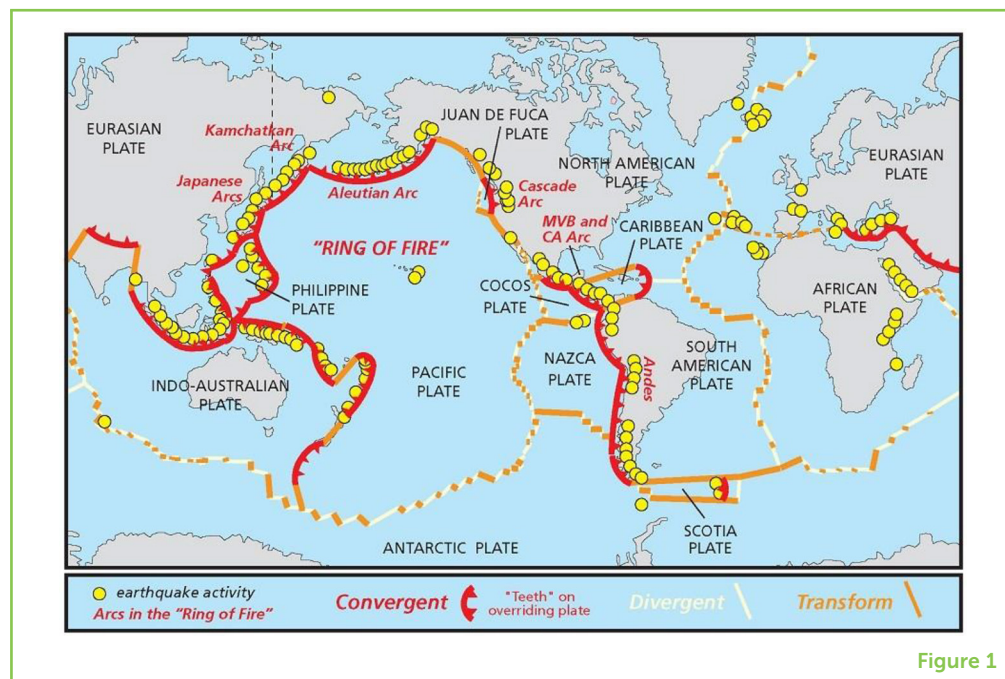 EURASIAN
PLATE
Kamchatkan
Arc
Japanese
Arcs
Aleutian Arc
JUAN DE FUCA
PLATE
NORTH AMERICAN
PLATE
EURASIAN
PLATE
Cascade
Arc
MVB and
CA Arc
CARIBBEAN
PLATE
"RING OF FIRE"
PHILIPPINE
PLATE
COCOS
PLATE
AFRICAN
PLATE
INDO-AUSTRALIAN
PLATE
PACIFIC
PLATE
NAZCA
PLATE
Andes
SOUTH
AMERICAN
PLATE
SCOTIA
PLATE
ANTARCTIC PLATE
earthquake activity
Arcs in the "Ring of Fire"
Convergent
"Teeth" on
overriding plate
Divergent
Transform
Figure 1